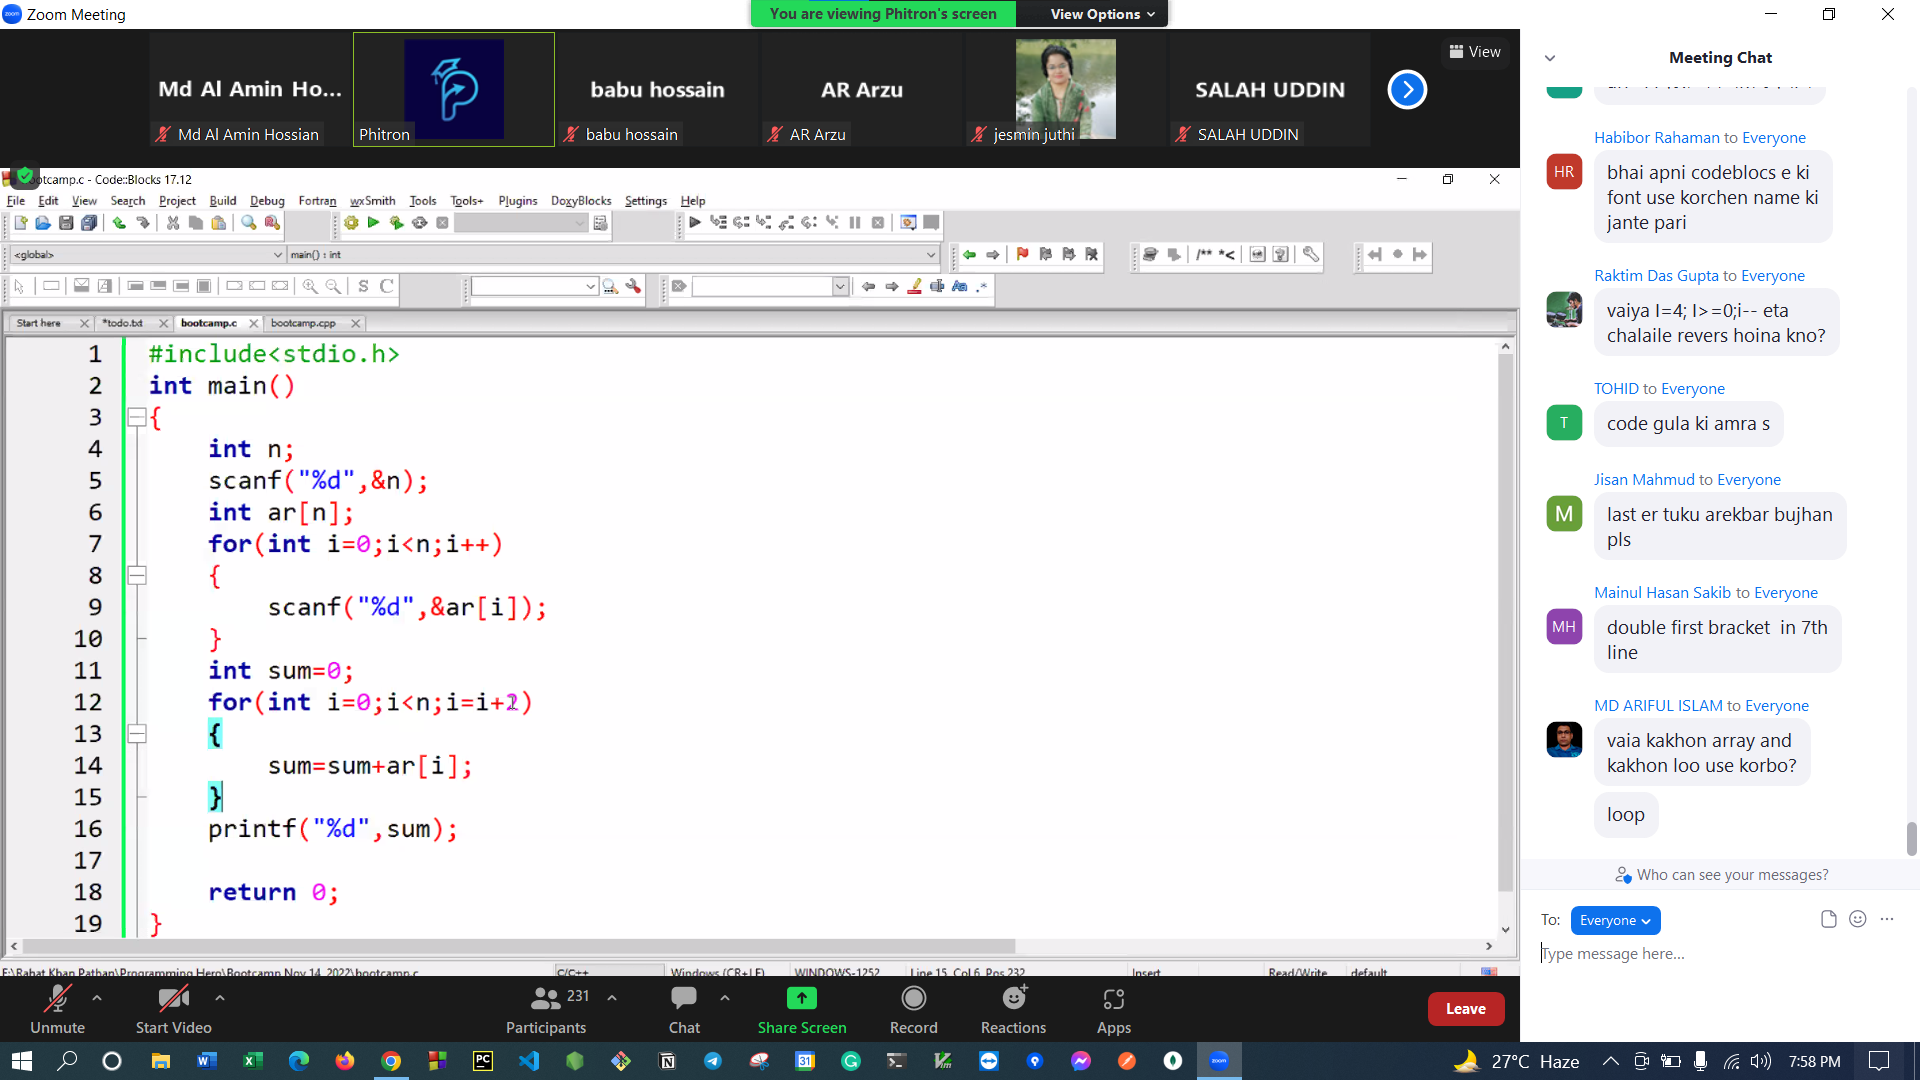 Zoom Meeting
You are viewing Phitron's screen
View Options
View
Md Al Amin Ho...
babu hossain
AR Arzu
SALAH UDDIN
Md Al Amin Hossian
Phitron
babu hossain
AR Arzu
jesmin juthi
SALAH UDDIN
otcamp.c - Code::Blocks 17.12
File Edit View Search Project Build Debug Fortran wxSmith Tools Tools+ Plugins DoxyBlocks Settings Help
<global>
main() : int
Start here
*todo.txt
bootcamp.c
bootcamp.cpp
1 #include<stdio.h>
2 int main()
3 {
4 int n;
5 scanf("%d",&n);
6 int ar[n];
7 for(int i=0;i<n;i++)
8 {
9 scanf("%d",&ar[i]);
10 }
11 int sum=0;
12 for(int i=0;i<n;i=i+2)
13 {
14 sum=sum+ar[i];
15 }
16 printf("%d",sum);
17
18 return 0;
19 }
F:\Rahat Khan Pathan\Programming Hero\Bootcamp Nov 14, 2022\bootcamp.c
C/C++
Windows (CR+LF)
WINDOWS-1252
Line 15, Col 6, Pos 232
Insert
Read/Write
default
Unmute
Start Video
231
Participants
Chat
Share Screen
Record
Reactions
Apps
Leave
Meeting Chat
Habibor Rahaman to Everyone
HR
bhai apni codeblocs e ki
font use korchen name ki
jante pari
Raktim Das Gupta to Everyone
vaiya I=4; I>=0;i-- eta
chalaile revers hoina kno?
TOHID to Everyone
T
code gula ki amra s
Jisan Mahmud to Everyone
M
last er tuku arekbar bujhan
pls
Mainul Hasan Sakib to Everyone
MH
double first bracket in 7th
line
MD ARIFUL ISLAM to Everyone
vaia kakhon array and
kakhon loo use korbo?
loop
Who can see your messages?
To: Everyone
Type message here...
27°C Haze
7:58 PM